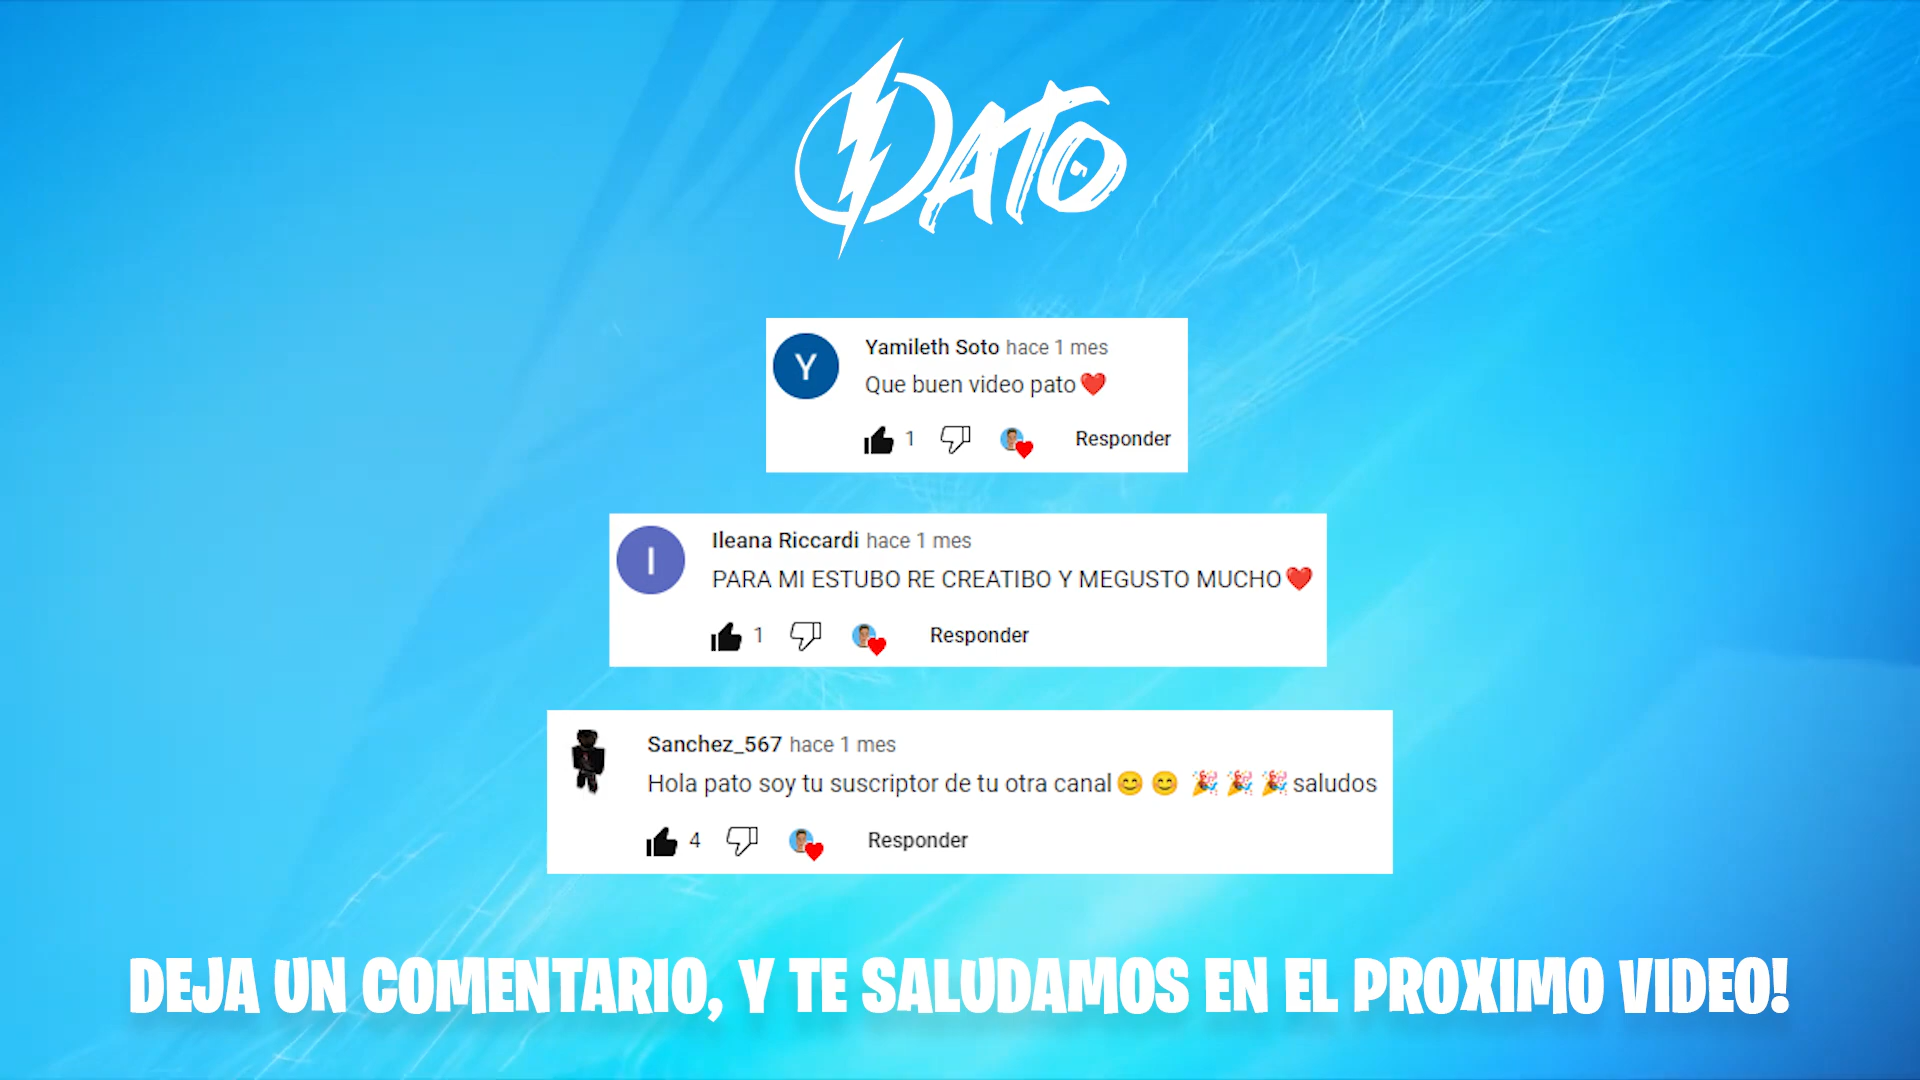 DATO
Y
Yamileth Soto hace 1 mes
Que buen video pato❤️
1 Responder
I
Ileana Riccardi hace 1 mes
PARA MI ESTUBO RE CREATIBO Y MEGUSTO MUCHO❤️
1 Responder
Sanchez_567 hace 1 mes
Hola pato soy tu suscriptor de tu otra canal😊😊 🎉🎉🎉saludos
4 Responder
DEJA UN COMENTARIO, Y TE SALUDAMOS EN EL PROXIMO VIDEO!